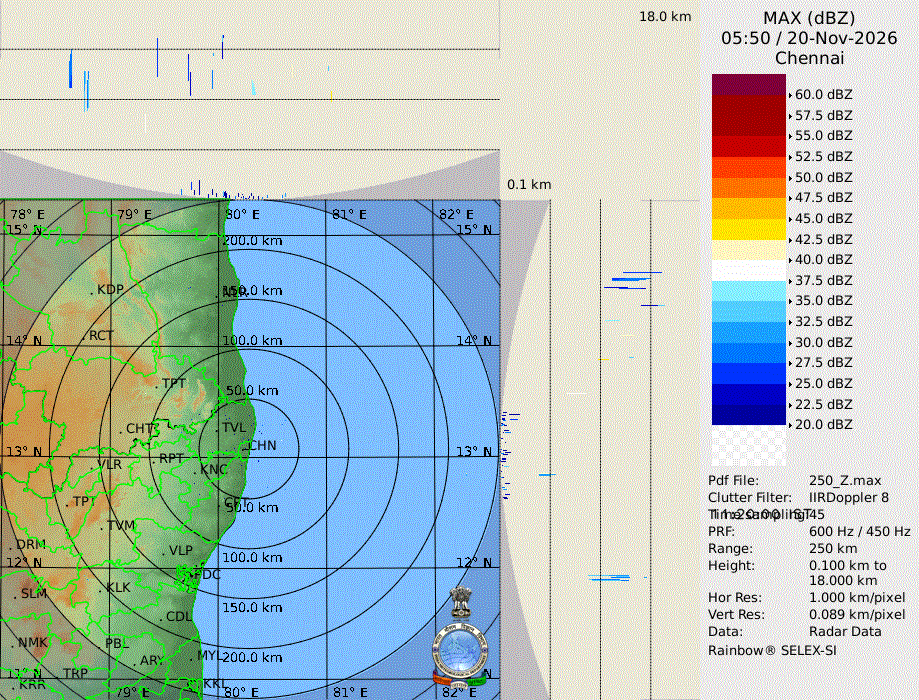 18.0 km
MAX (dBZ)
05:50 / 20-Nov-2026
Chennai
60.0 dBZ
57.5 dBZ
55.0 dBZ
52.5 dBZ
50.0 dBZ
47.5 dBZ
45.0 dBZ
42.5 dBZ
40.0 dBZ
37.5 dBZ
35.0 dBZ
32.5 dBZ
30.0 dBZ
27.5 dBZ
25.0 dBZ
22.5 dBZ
20.0 dBZ
0.1 km
78° E 79° E 80° E 81° E 82° E
15° N 15° N
200.0 km
KDP
150.0 km
RCT
14° N 100.0 km 14° N
TPT
50.0 km
CHT TVL
CHN
13° N 13° N
VLR RPT
KNC
TPT
50.0 km
TVM
DRM VLP 100.0 km
12° N 12° N
PDC
SLM KLK
150.0 km
CDL
NMK PBL
ARY MYL 200.0 km
TRP
11° N
KRR KKL
79° E 80° E 81° E 82° E
Pdf File: 250_Z.max
Clutter Filter: IIRDoppler 8
PRF: 600 Hz / 450 Hz
Range: 250 km
Height: 0.100 km to
18.000 km
Hor Res: 1.000 km/pixel
Vert Res: 0.089 km/pixel
Data: Radar Data
Rainbow® SELEX-SI